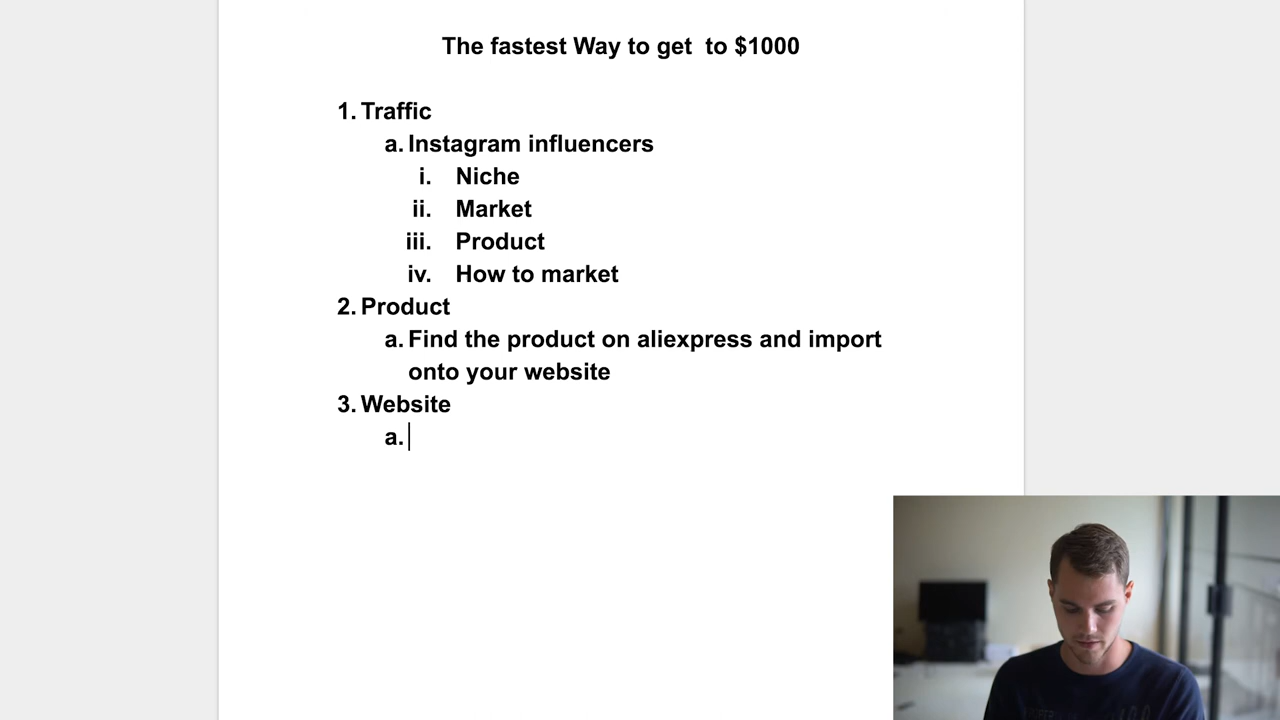 The fastest Way to get  to $1000
1. Traffic
a. Instagram influencers
i. Niche
ii. Market
iii. Product
iv. How to market
2. Product
a. Find the product on aliexpress and import
onto your website
3. Website
a.